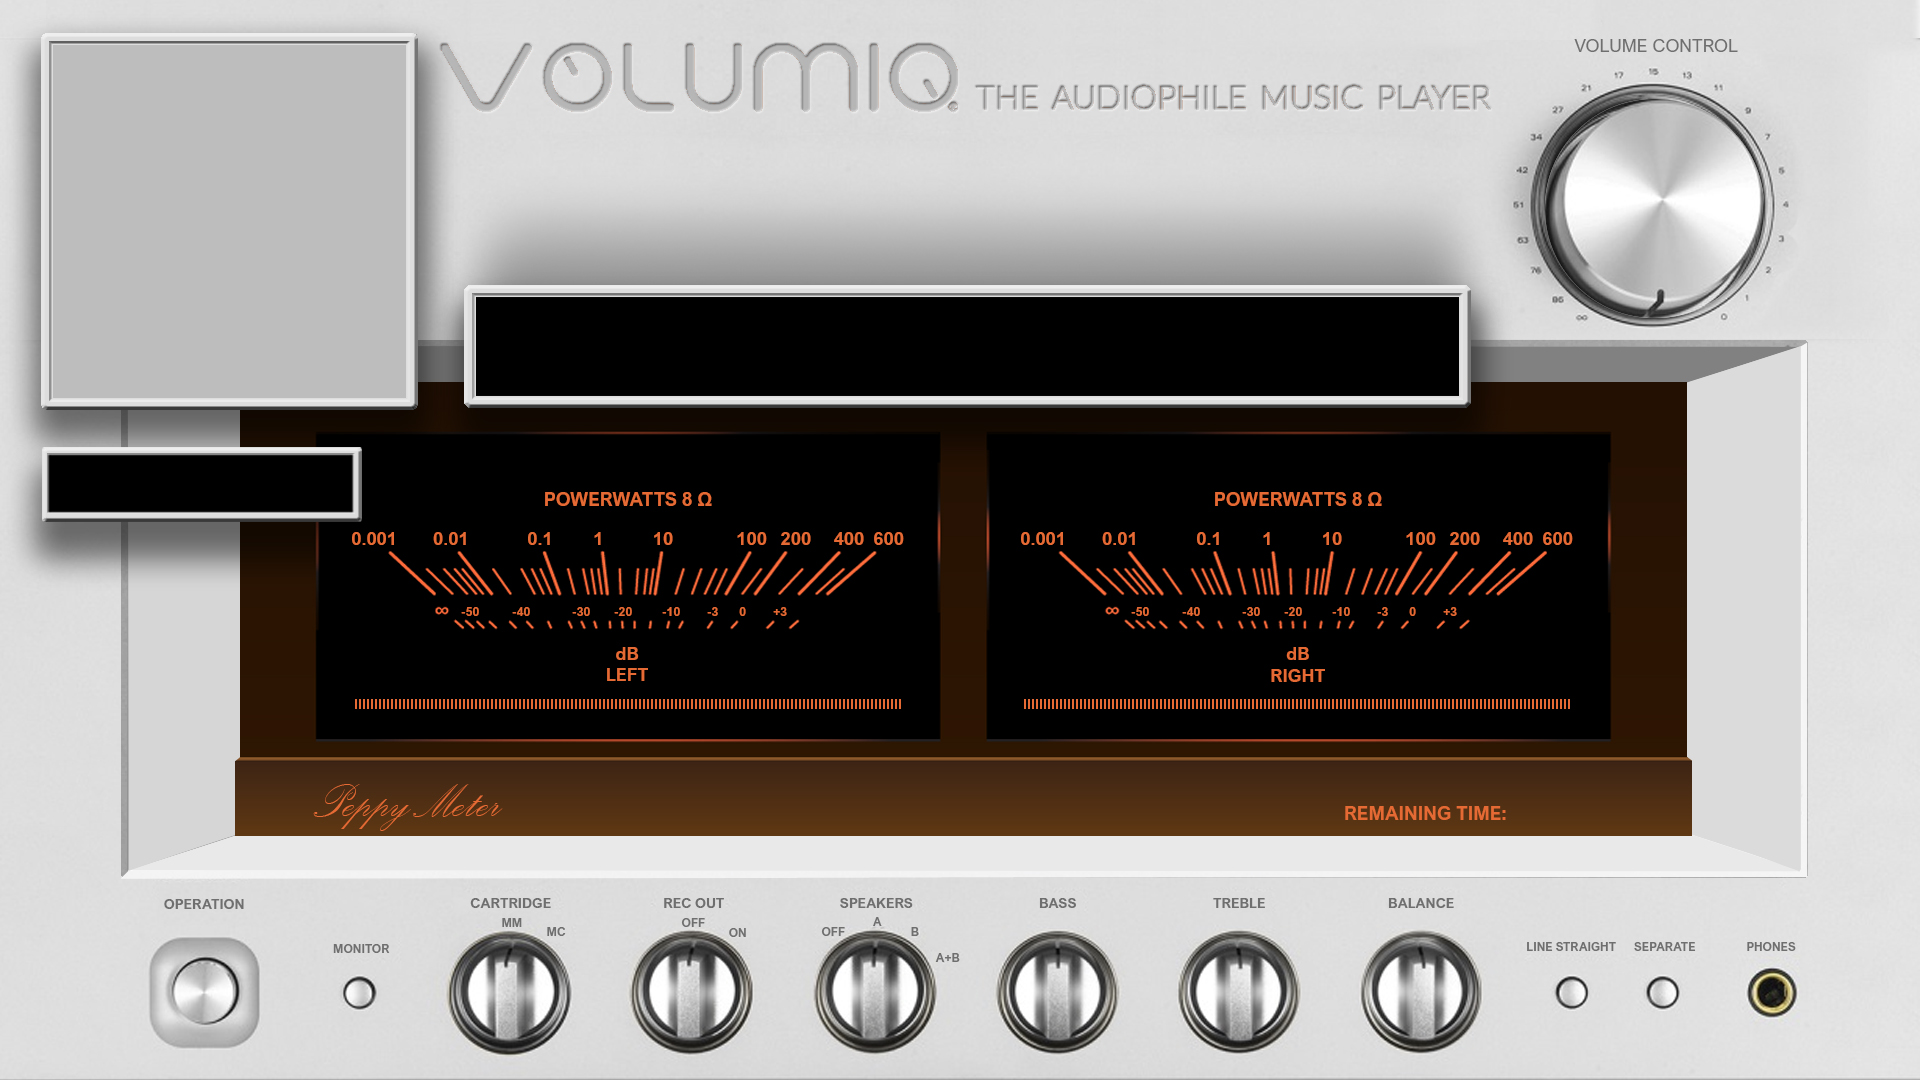 VOLUMIO THE AUDIOPHILE MUSIC PLAYER
VOLUME CONTROL
21 17 15 13 11
27 9
34 7
42 5
51 4
63 3
76 2
86 1
∞ 0
POWERWATTS 8 Ω
0.001 0.01 0.1 1 10 100 200 400 600
∞ -50 -40 -30 -20 -10 -3 0 +3
dB
LEFT
POWERWATTS 8 Ω
0.001 0.01 0.1 1 10 100 200 400 600
∞ -50 -40 -30 -20 -10 -3 0 +3
dB
RIGHT
Peppy Meter
REMAINING TIME:
OPERATION
MONITOR
CARTRIDGE
MM MC
REC OUT
OFF ON
SPEAKERS
OFF A B A+B
BASS
TREBLE
BALANCE
LINE STRAIGHT
SEPARATE
PHONES